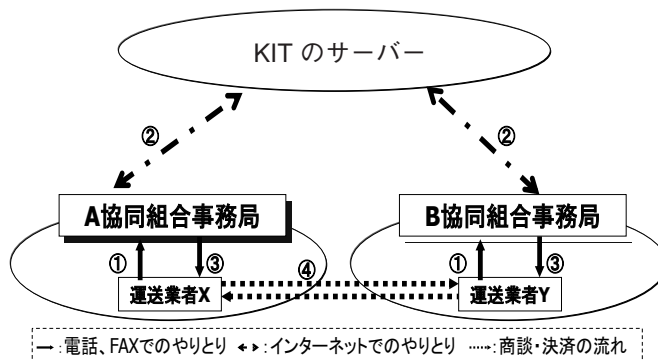 KIT のサーバー
② ②
A協同組合事務局 B協同組合事務局
① ③ ④ ① ③
運送業者X 運送業者Y
:電話、FAXでのやりとり :インターネットでのやりとり :商談・決済の流れ